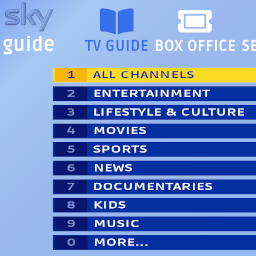 sky
guide
TV GUIDE BOX OFFICE SE
1 ALL CHANNELS
2 ENTERTAINMENT
3 LIFESTYLE & CULTURE
4 MOVIES
5 SPORTS
6 NEWS
7 DOCUMENTARIES
8 KIDS
9 MUSIC
0 MORE...